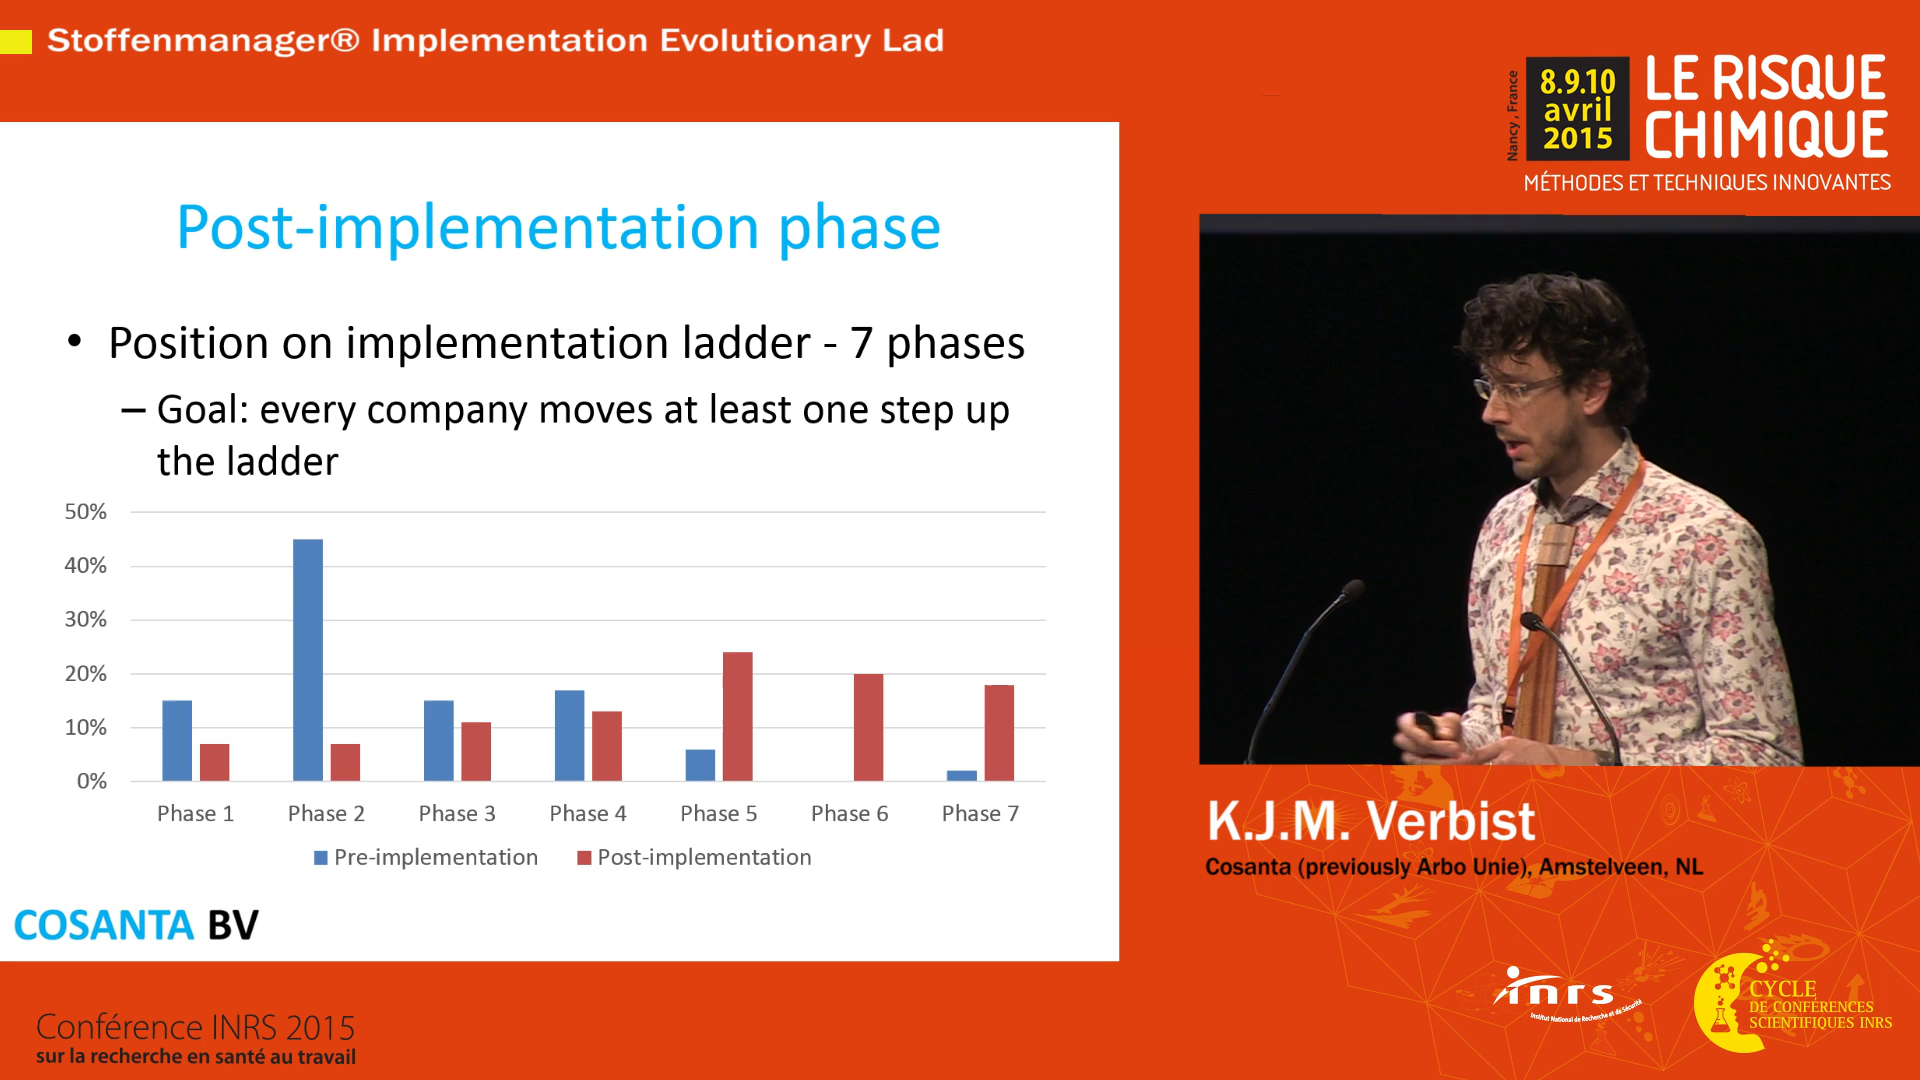 Stoffenmanager® Implementation Evolutionary Lad
Nancy, France
8.9.10
avril
2015
LE RISQUE
CHIMIQUE
MÉTHODES ET TECHNIQUES INNOVANTES
Post-implementation phase
• Position on implementation ladder - 7 phases
– Goal: every company moves at least one step up
the ladder
50%
40%
30%
20%
10%
0%
Phase 1 Phase 2 Phase 3 Phase 4 Phase 5 Phase 6 Phase 7
Pre-implementation Post-implementation
COSANTA BV
K.J.M. Verbist
Cosanta (previously Arbo Unie), Amstelveen, NL
Conférence INRS 2015
sur la recherche en santé au travail
inrs
Institut National de Recherche et de Sécurité
CYCLE
DE CONFÉRENCES
SCIENTIFIQUES INRS